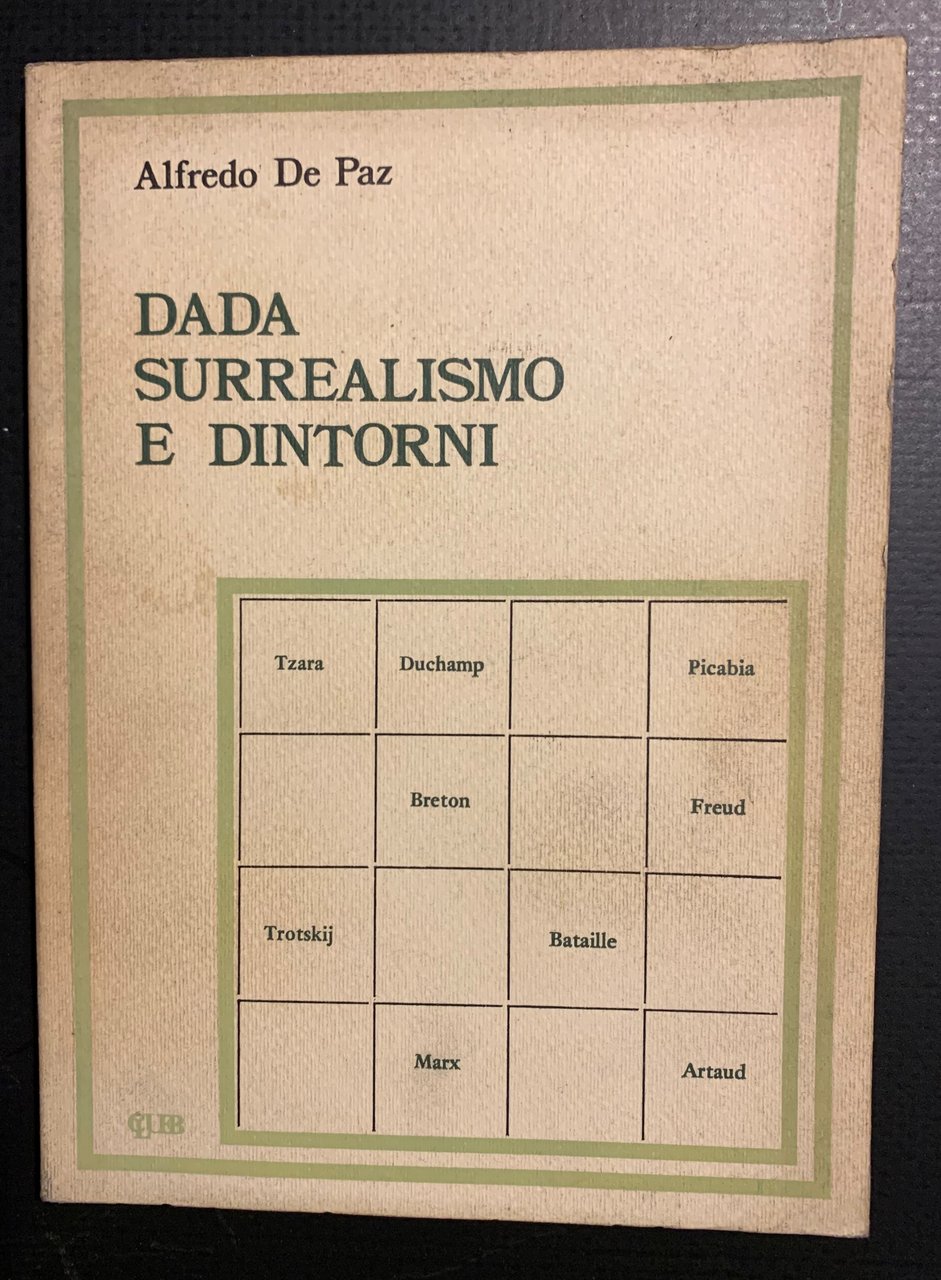 Alfredo De Paz
DADA
SURREALISMO
E DINTORNI
Tzara Duchamp Picabia
Breton Freud
Trotskij Bataille
Marx Artaud
CLUEB